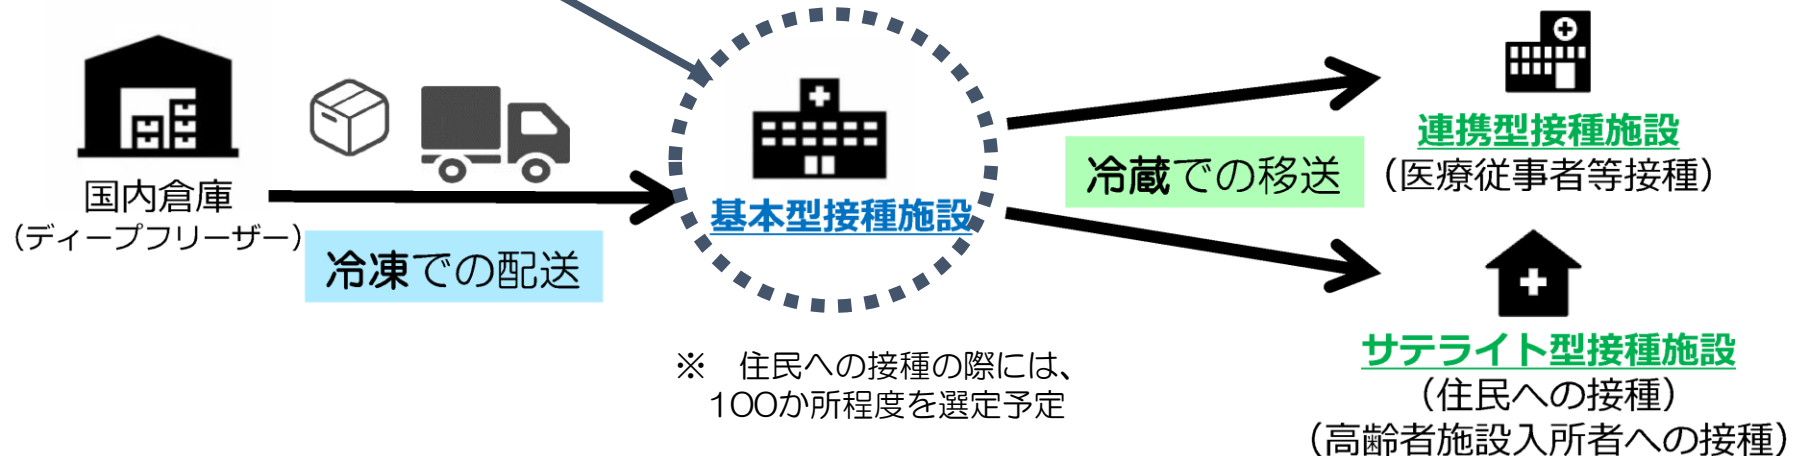 国内倉庫
(ディープフリーザー)
冷凍での配送
基本型接種施設
※　住民への接種の際には、
100か所程度を選定予定
冷蔵での移送
連携型接種施設
(医療従事者等接種)
サテライト型接種施設
(住民への接種)
(高齢者施設入所者への接種)